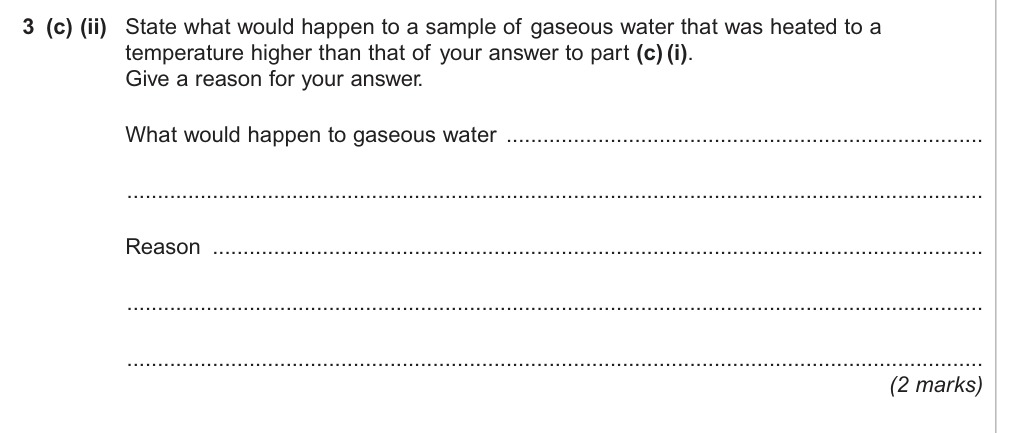 3 (c) (ii) State what would happen to a sample of gaseous water that was heated to a
temperature higher than that of your answer to part (c) (i).
Give a reason for your answer.
What would happen to gaseous water ..............................................................................
..............................................................................................................................................
Reason ..............................................................................................................................
..............................................................................................................................................
..............................................................................................................................................
(2 marks)